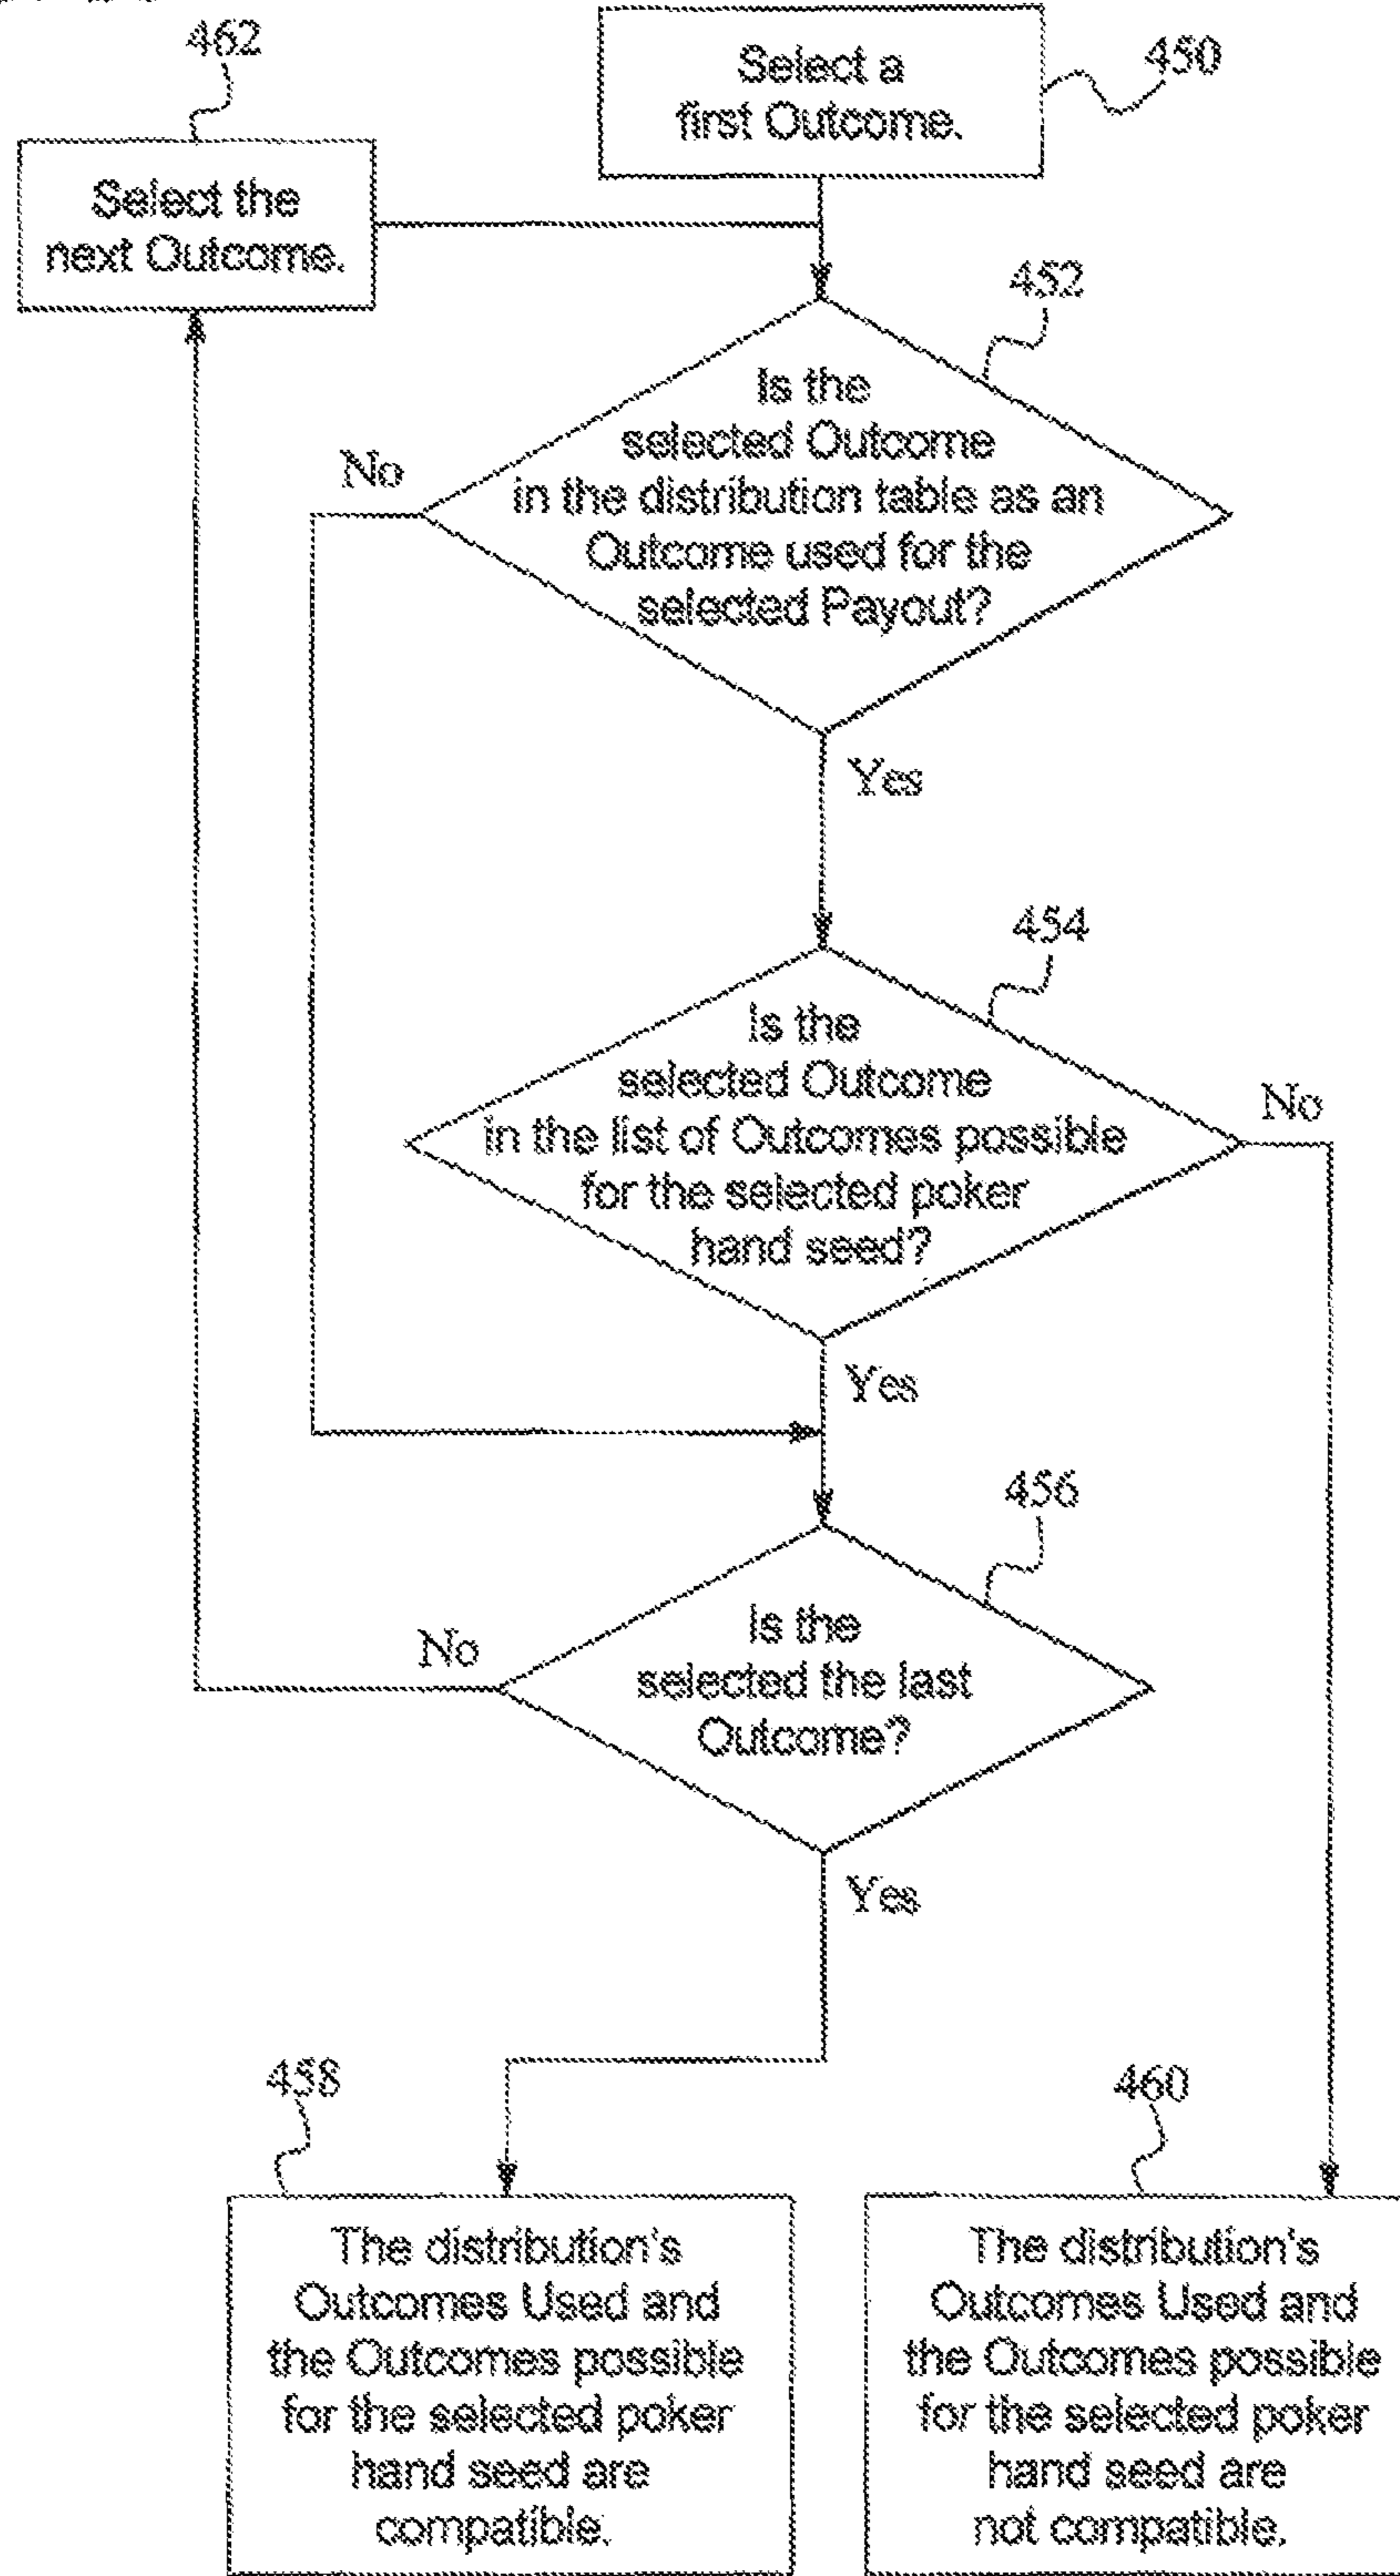 462
450
Select a
first Outcome.
Select the
next Outcome.
452
Is the
selected Outcome
in the distribution table as an
Outcome used for the
selected Payout?
No
Yes
454
Is the
selected Outcome
in the list of Outcomes possible
for the selected poker
hand seed?
No
Yes
456
Is the
selected the last
Outcome?
No
Yes
458
460
The distribution's
Outcomes Used and
the Outcomes possible
for the selected poker
hand seed are
compatible.
The distribution's
Outcomes Used and
the Outcomes possible
for the selected poker
hand seed are
not compatible.